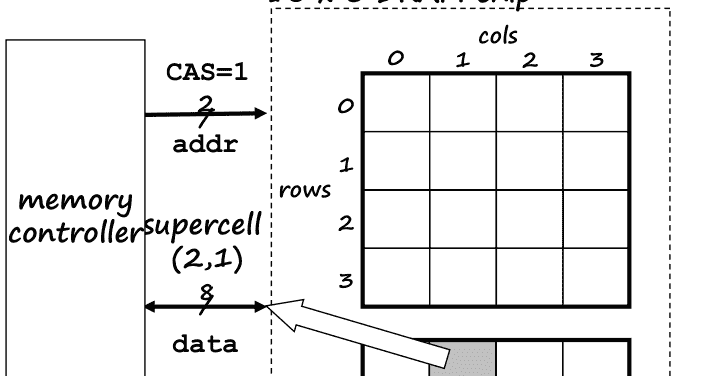 cols
0 1 2 3
CAS=1
2
addr
0
1
rows
2
3
memory
controller
supercell
(2,1)
8
data